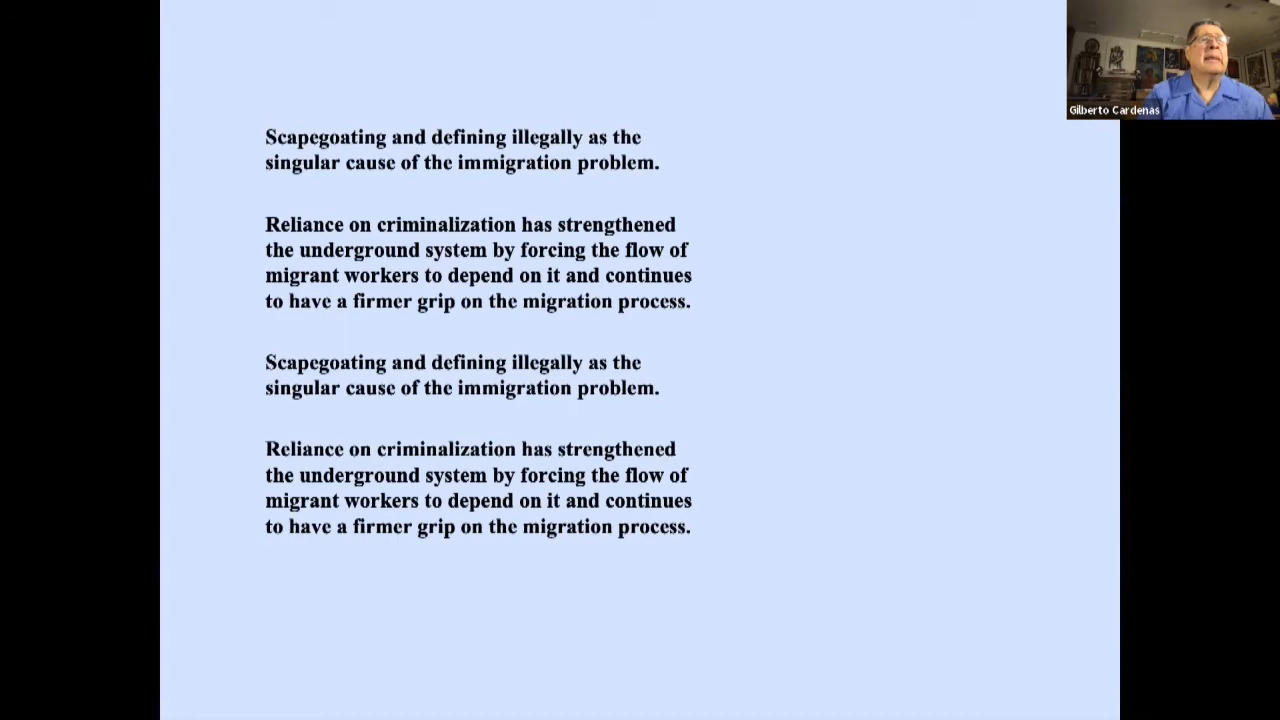 Scapegoating and defining illegally as the
singular cause of the immigration problem.
Reliance on criminalization has strengthened
the underground system by forcing the flow of
migrant workers to depend on it and continues
to have a firmer grip on the migration process.
Scapegoating and defining illegally as the
singular cause of the immigration problem.
Reliance on criminalization has strengthened
the underground system by forcing the flow of
migrant workers to depend on it and continues
to have a firmer grip on the migration process.
Gilberto Cardenas